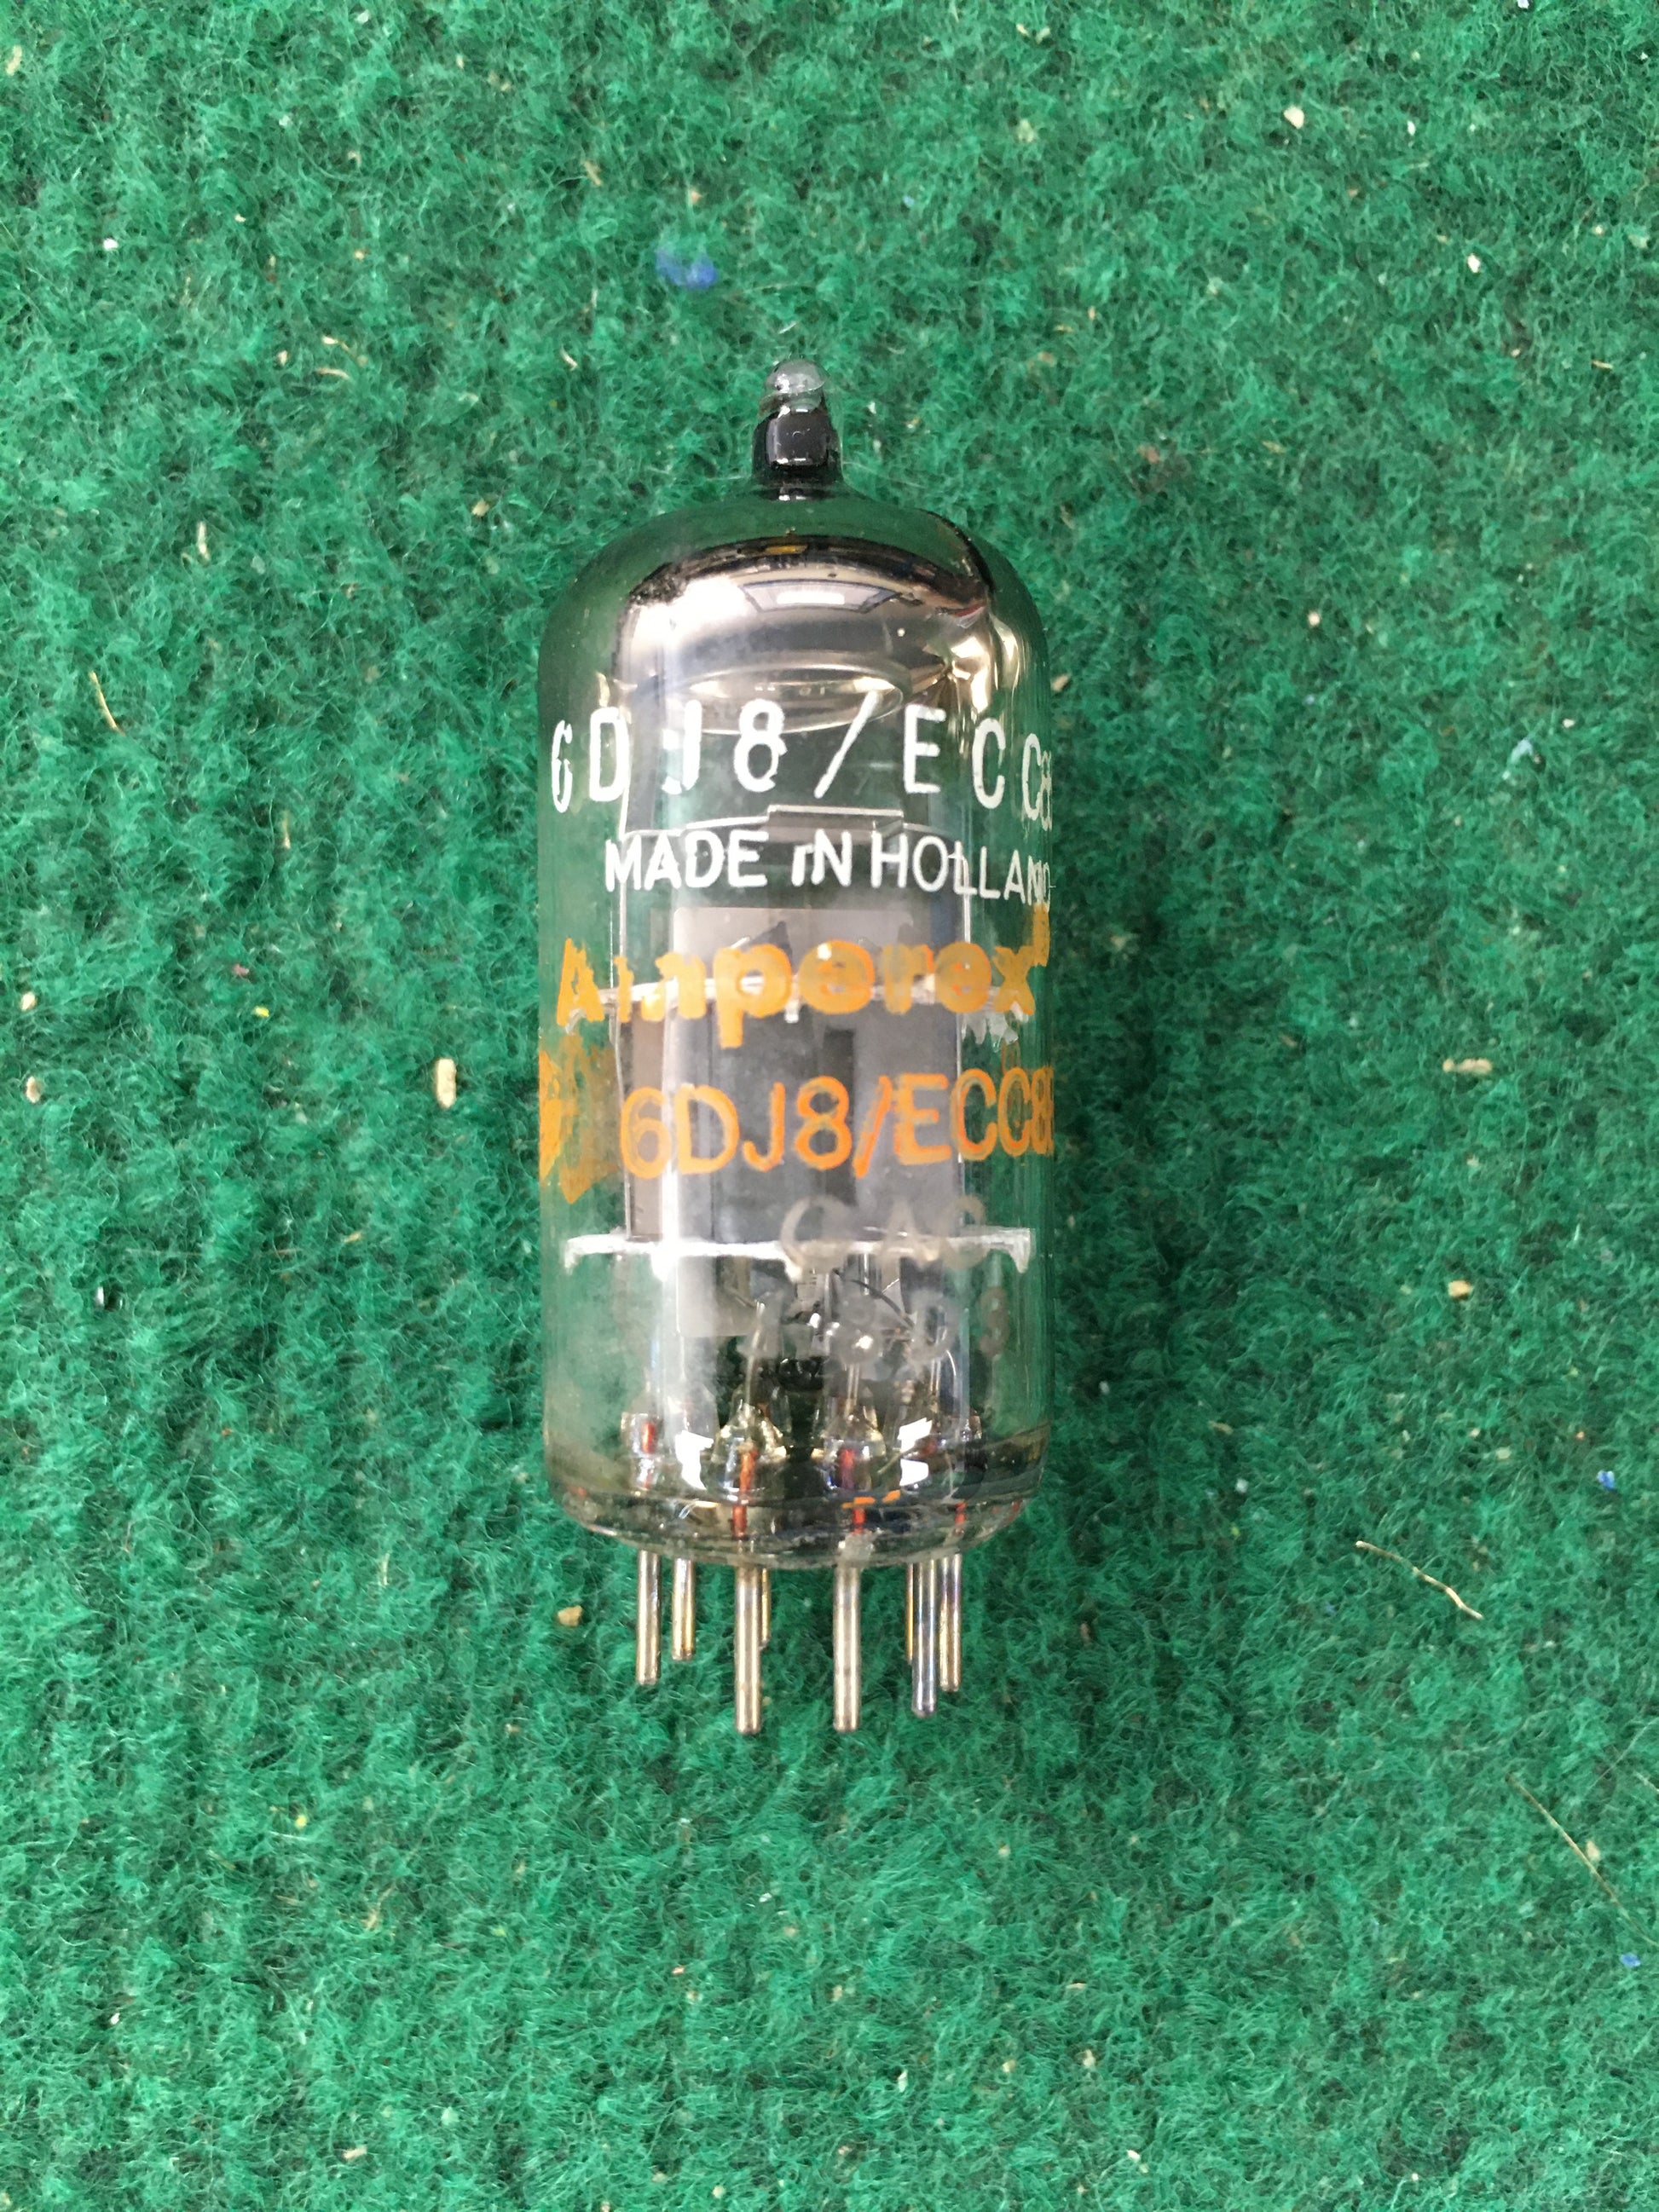 6DJ8/ECC8
MADE IN HOLLAND
Amperex
6DJ8/ECC8